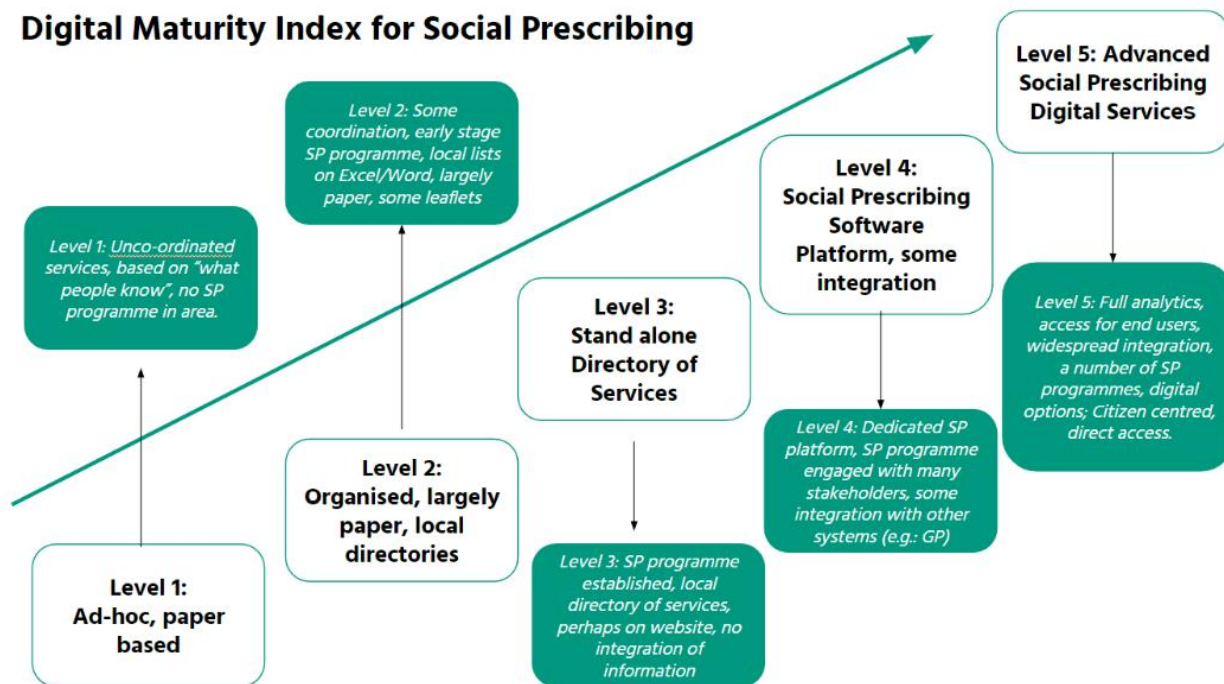 Digital Maturity Index for Social Prescribing
Level 1: Unco-ordinated
services, based on “what
people know”, no SP
programme in area.
Level 1:
Ad-hoc, paper
based
Level 2: Some
coordination, early stage
SP programme, local lists
on Excel/Word, largely
paper, some leaflets
Level 2:
Organised, largely
paper, local
directories
Level 3:
Stand alone
Directory of
Services
Level 3: SP programme
established, local
directory of services,
perhaps on website, no
integration of
information
Level 4:
Social Prescribing
Software
Platform, some
integration
Level 4: Dedicated SP
platform, SP programme
engaged with many
stakeholders, some
integration with other
systems (e.g.: GP)
Level 5: Advanced
Social Prescribing
Digital Services
Level 5: Full analytics,
access for end users,
widespread integration,
a number of SP
programmes, digital
options; Citizen centred,
direct access.